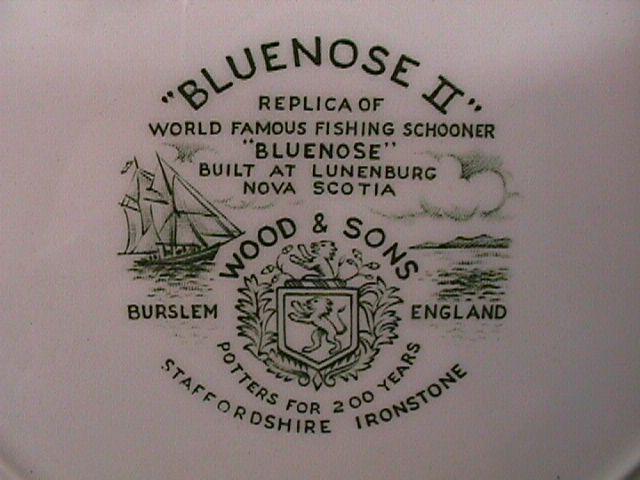 "BLUENOSE II"
REPLICA OF
WORLD FAMOUS FISHING SCHOONER
"BLUENOSE"
BUILT AT LUNENBURG
NOVA SCOTIA
WOOD & SONS
BURSLEM ENGLAND
POTTERS FOR 200 YEARS
STAFFORDSHIRE IRONSTONE